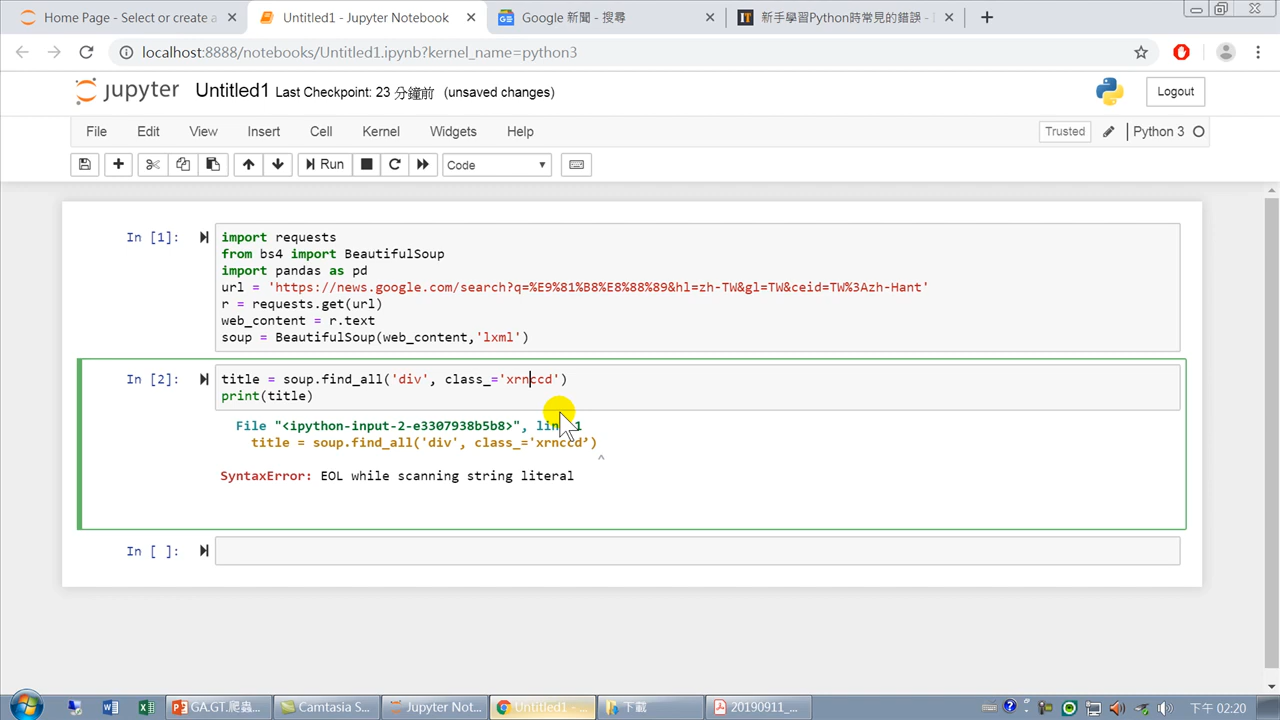 Home Page - Select or create a
Untitled1 - Jupyter Notebook
Google 新聞 - 搜尋
新手學習Python時常見的錯誤 -
localhost:8888/notebooks/Untitled1.ipynb?kernel_name=python3
jupyter Untitled1 Last Checkpoint: 23 分鐘前 (unsaved changes)
Logout
File Edit View Insert Cell Kernel Widgets Help
Trusted
Python 3
Run
Code
In [1]:
import requests
from bs4 import BeautifulSoup
import pandas as pd
url = 'https://news.google.com/search?q=%E9%81%B8%E8%88%89&hl=zh-TW&gl=TW&ceid=TW%3Azh-Hant'
r = requests.get(url)
web_content = r.text
soup = BeautifulSoup(web_content,'lxml')
In [2]:
title = soup.find_all('div', class_='xrnccd')
print(title)
File "<ipython-input-2-e3307938b5b8>", line 1
title = soup.find_all('div', class_='xrnccd’)
^
SyntaxError: EOL while scanning string literal
In [ ]:
GA.GT.爬蟲...
Camtasia S...
Jupyter Not...
Untitled1 - ...
下載
20190911_...
下午 02:20